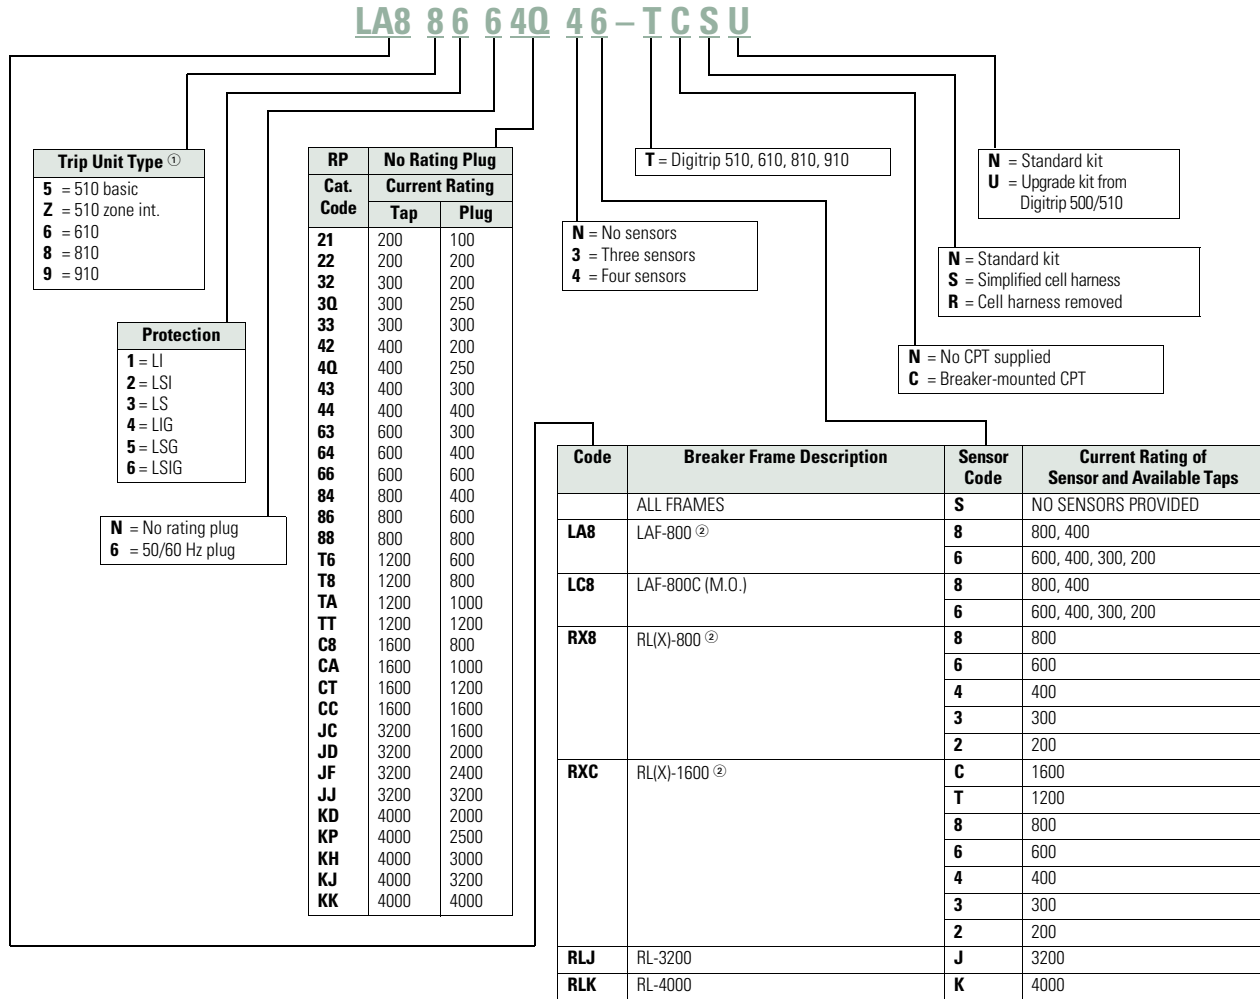 LA8 8 6 6 4Q 4 6 – T C S U
Trip Unit Type ①
5 = 510 basic
Z = 510 zone int.
6 = 610
8 = 810
9 = 910
Protection
1 = LI
2 = LSI
3 = LS
4 = LIG
5 = LSG
6 = LSIG
N = No rating plug
6 = 50/60 Hz plug
RP No Rating Plug
Cat. Code Current Rating
Tap Plug
21 200 100
22 200 200
32 300 200
3Q 300 250
33 300 300
42 400 200
4Q 400 250
43 400 300
44 400 400
63 600 300
64 600 400
66 600 600
84 800 400
86 800 600
88 800 800
T6 1200 600
T8 1200 800
TA 1200 1000
TT 1200 1200
C8 1600 800
CA 1600 1000
CT 1600 1200
CC 1600 1600
JC 3200 1600
JD 3200 2000
JF 3200 2400
JJ 3200 3200
KD 4000 2000
KP 4000 2500
KH 4000 3000
KJ 4000 3200
KK 4000 4000
T = Digitrip 510, 610, 810, 910
N = No sensors
3 = Three sensors
4 = Four sensors
N = Standard kit
U = Upgrade kit from
Digitrip 500/510
N = Standard kit
S = Simplified cell harness
R = Cell harness removed
N = No CPT supplied
C = Breaker-mounted CPT
Code Breaker Frame Description Sensor Code Current Rating of Sensor and Available Taps
ALL FRAMES S NO SENSORS PROVIDED
LA8 LAF-800 ② 8 800, 400
6 600, 400, 300, 200
LC8 LAF-800C (M.O.) 8 800, 400
6 600, 400, 300, 200
RX8 RL(X)-800 ② 8 800
6 600
4 400
3 300
2 200
RXC RL(X)-1600 ② C 1600
T 1200
8 800
6 600
4 400
3 300
2 200
RLJ RL-3200 J 3200
RLK RL-4000 K 4000